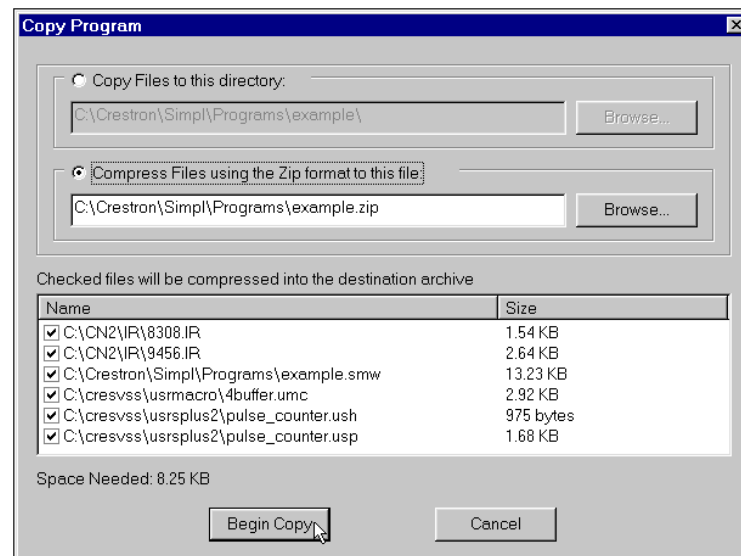 Copy Program
Copy Files to this directory:
C:\Crestron\Simpl\Programs\example\
Browse...
Compress Files using the Zip format to this file:
C:\Crestron\Simpl\Programs\example.zip
Browse...
Checked files will be compressed into the destination archive
Name Size
C:\CN2\IR\8308.IR 1.54 KB
C:\CN2\IR\9456.IR 2.64 KB
C:\Crestron\Simpl\Programs\example.smw 13.23 KB
C:\cresvss\usrmacro\4buffer.umc 2.92 KB
C:\cresvss\usrsplus2\pulse_counter.ush 975 bytes
C:\cresvss\usrsplus2\pulse_counter.usp 1.68 KB
Space Needed: 8.25 KB
Begin Copy Cancel